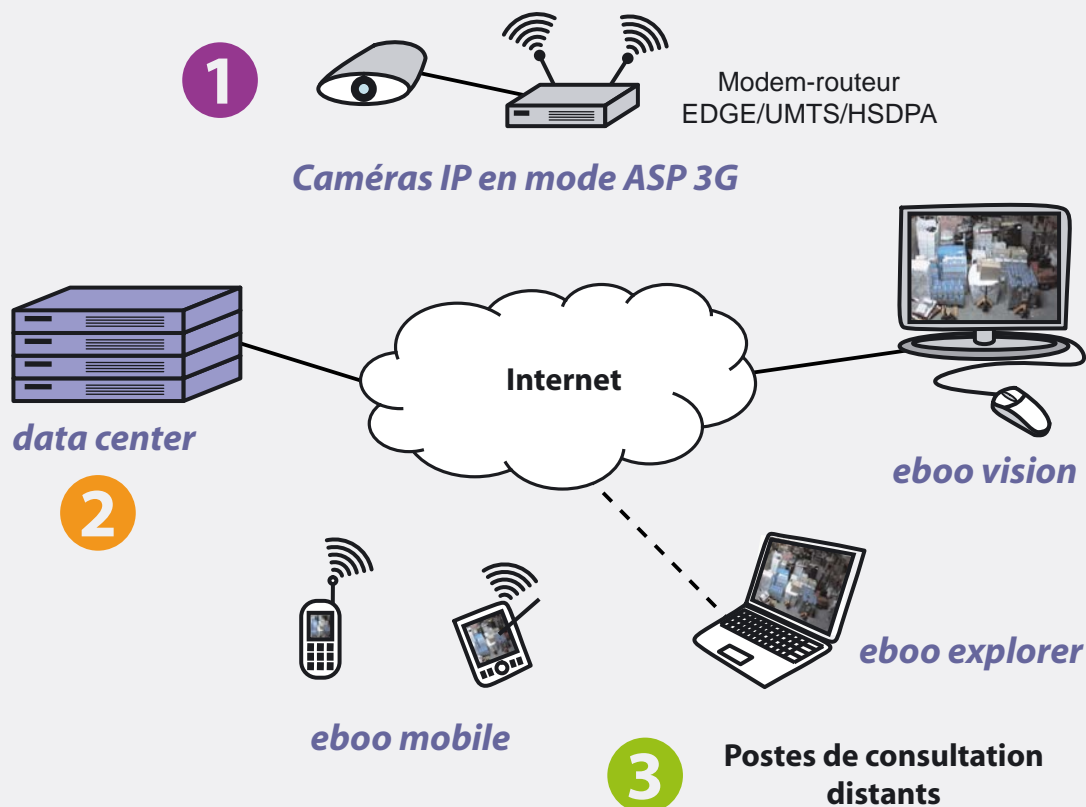 1
Modem-routeur
EDGE/UMTS/HSDPA
Caméras IP en mode ASP 3G
Internet
data center
2
eboo vision
eboo explorer
eboo mobile
3
Postes de consultation
distants